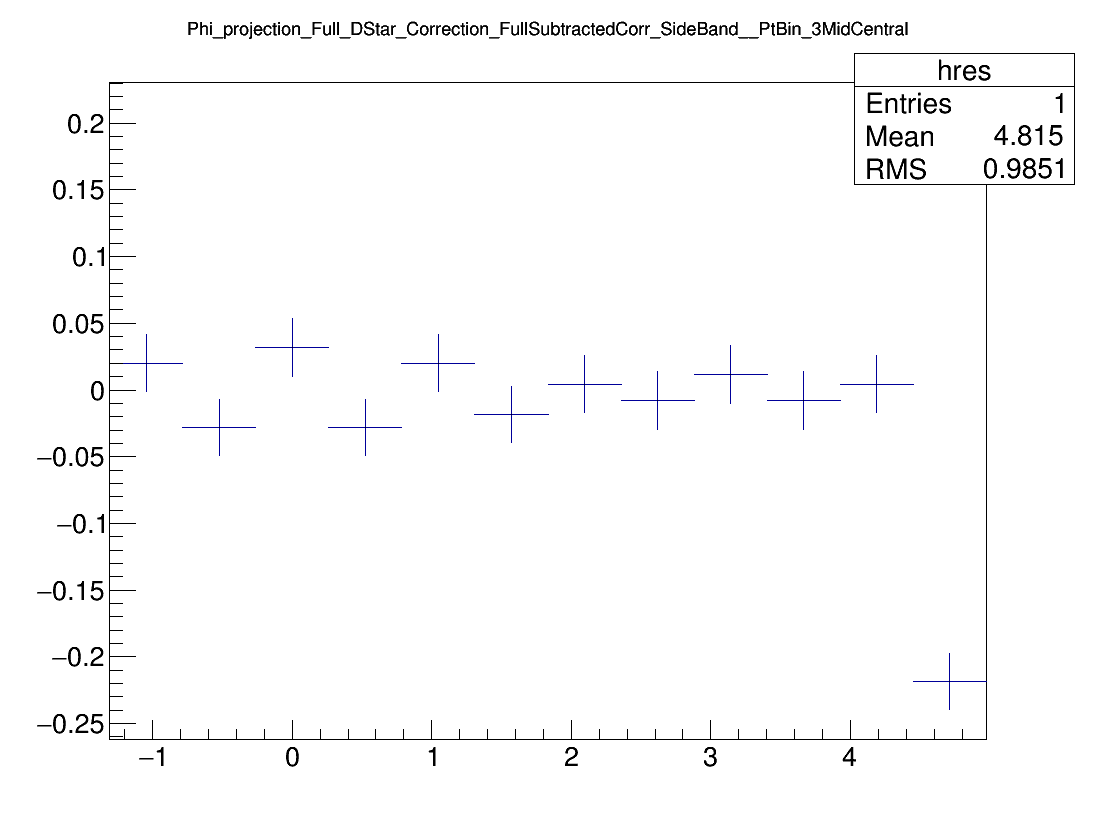 Phi_projection_Full_DStar_Correction_FullSubtractedCorr_SideBand__PtBin_3MidCentral
hres
Entries 1
Mean 4.815
RMS 0.9851
0.2
0.15
0.1
0.05
0
−0.05
−0.1
−0.15
−0.2
−0.25
−1 0 1 2 3 4